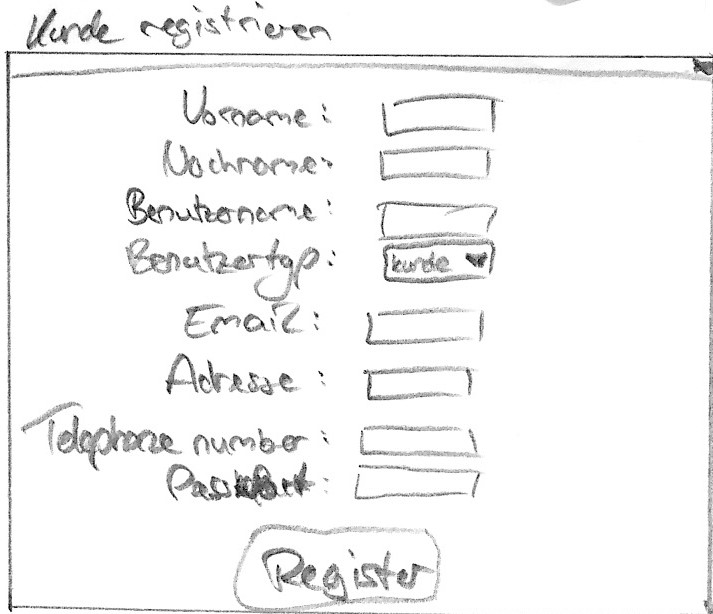 Kunde registrieren
Vorname:
Nachname:
Benutzername:
Benutzertyp: kunde
Email:
Adresse:
Telephone number:
Register